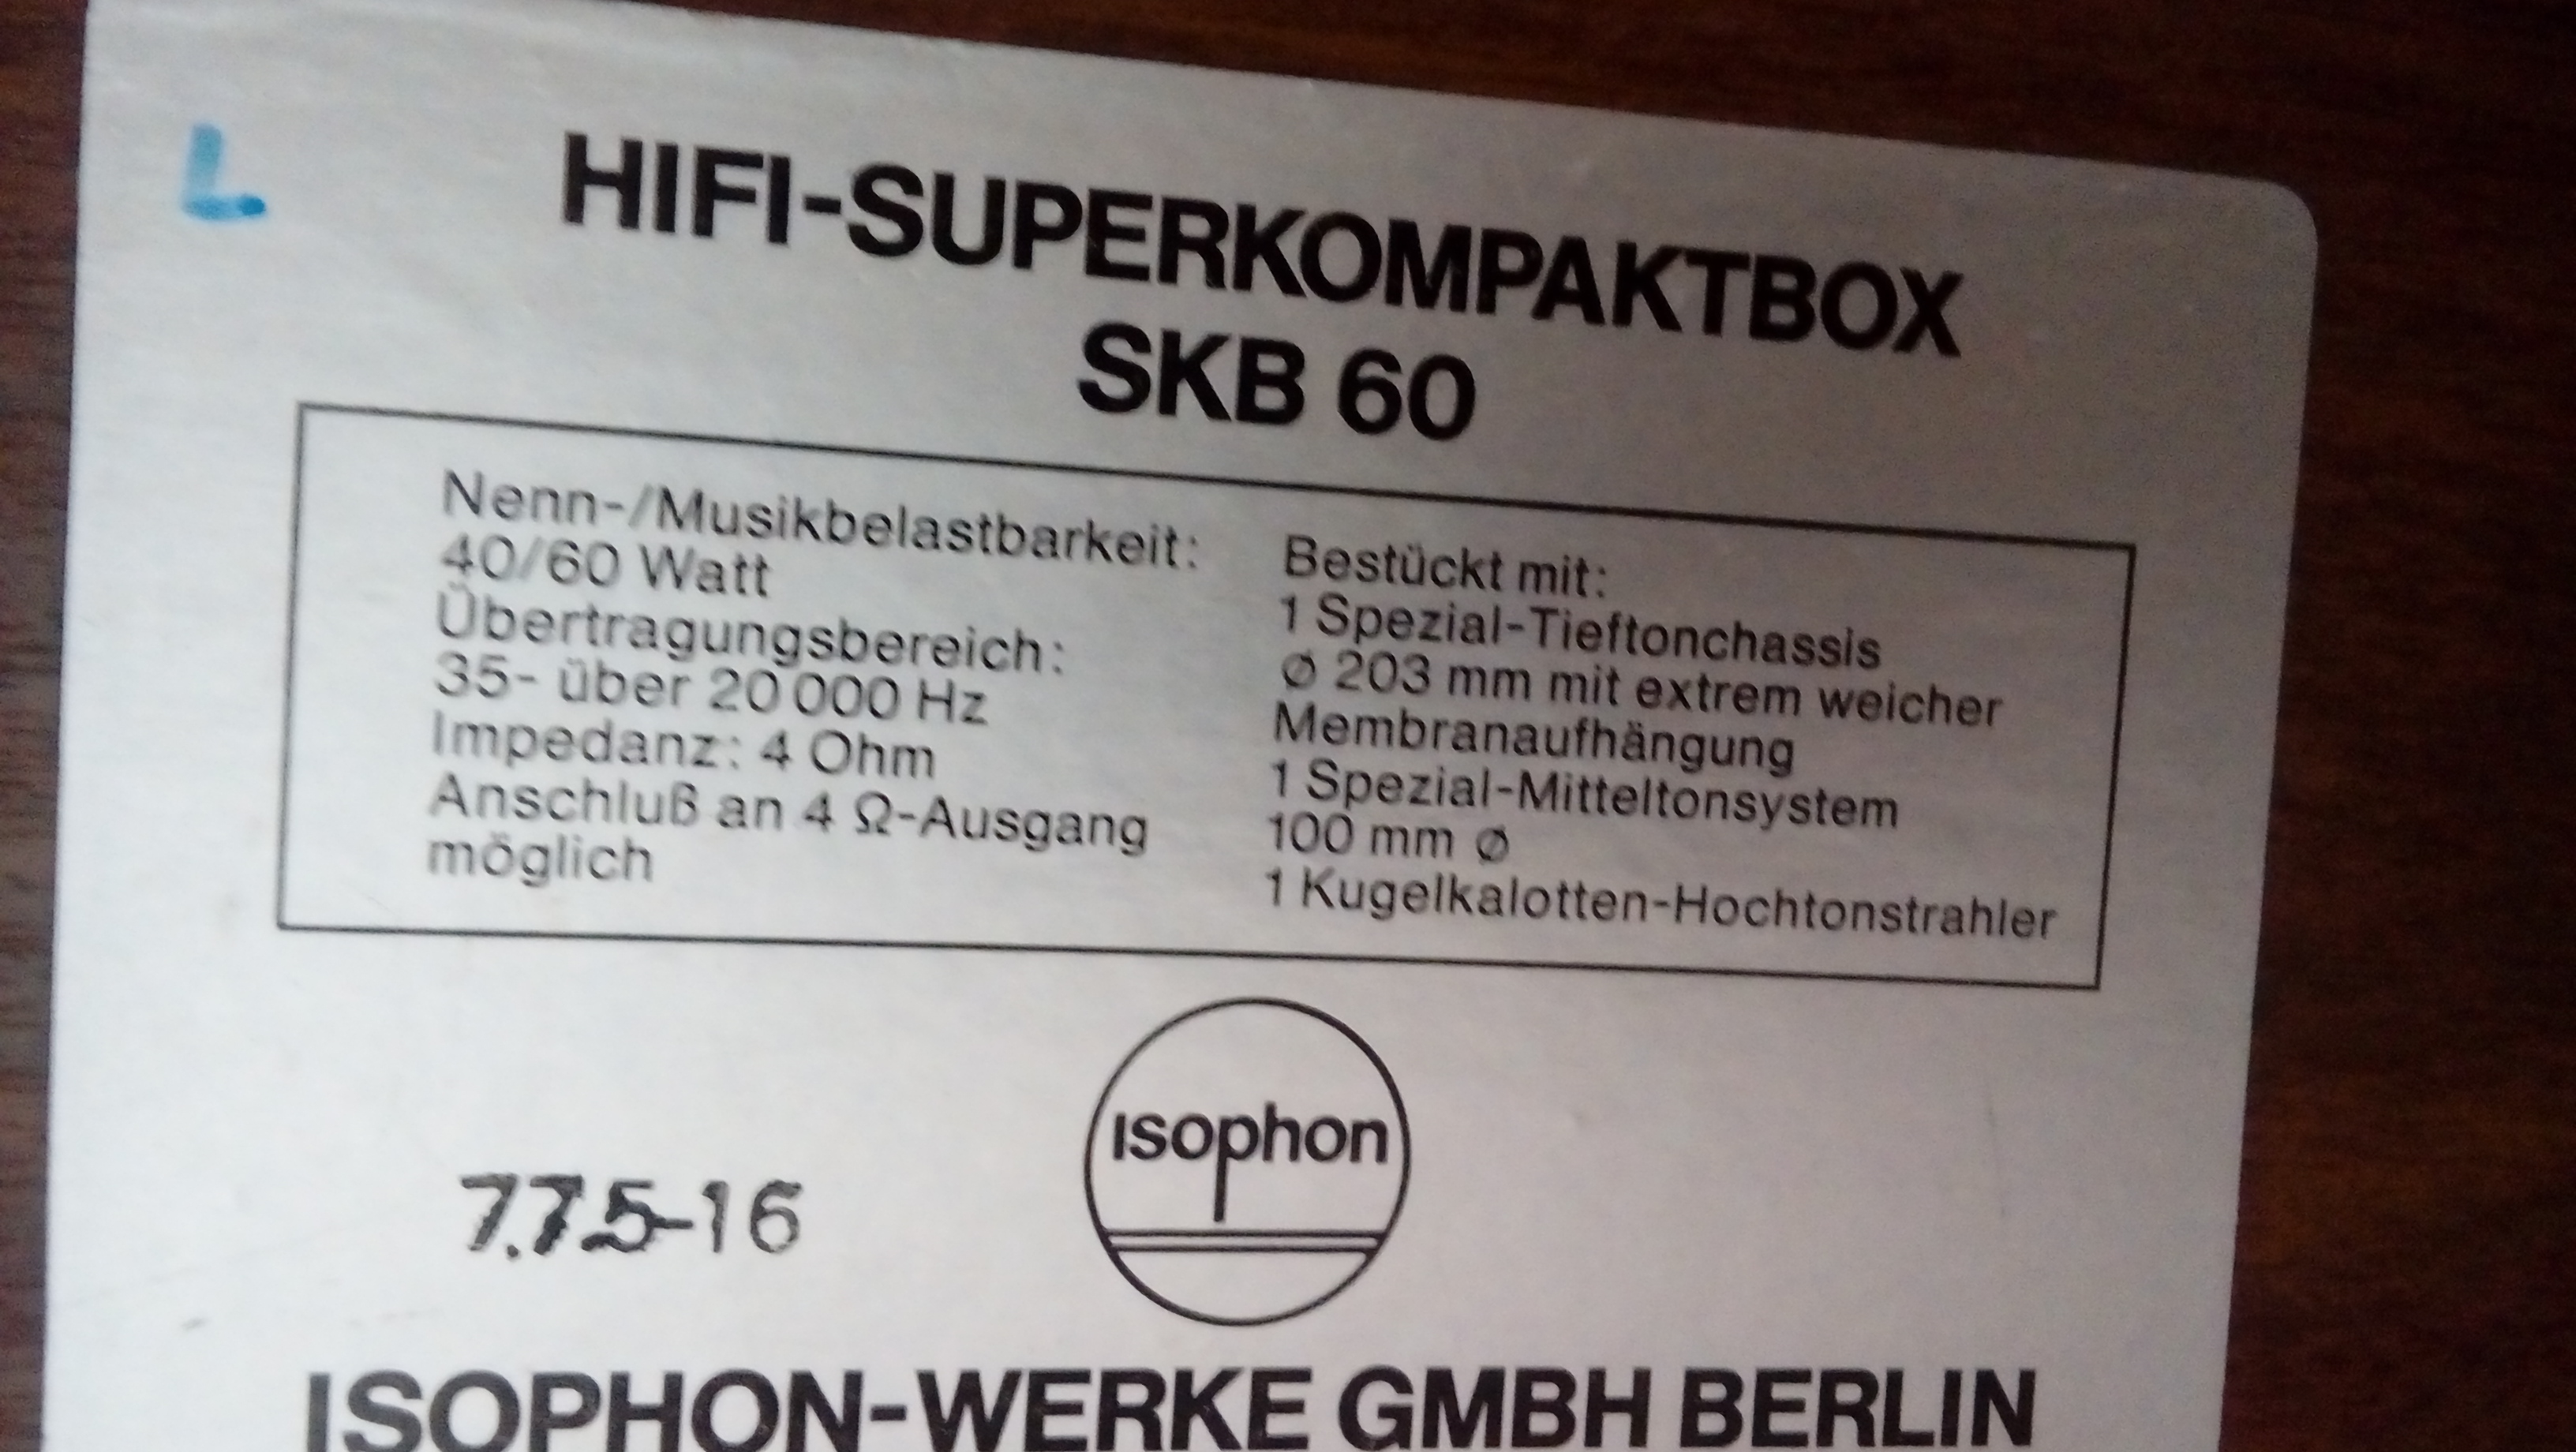 L
HIFI-SUPERKOMPAKTBOX
SKB 60
Nenn-/Musikbelastbarkeit:
40/60 Watt
Übertragungsbereich:
35- über 20 000 Hz
Impedanz: 4 Ohm
Anschluß an 4 Ω-Ausgang
möglich
Bestückt mit:
1 Spezial-Tieftonchassis
Ø 203 mm mit extrem weicher
Membranaufhängung
1 Spezial-Mitteltonsystem
100 mm Ø
1 Kugelkalotten-Hochtonstrahler
isophon
7.75-16
ISOPHON-WERKE GMBH BERLIN